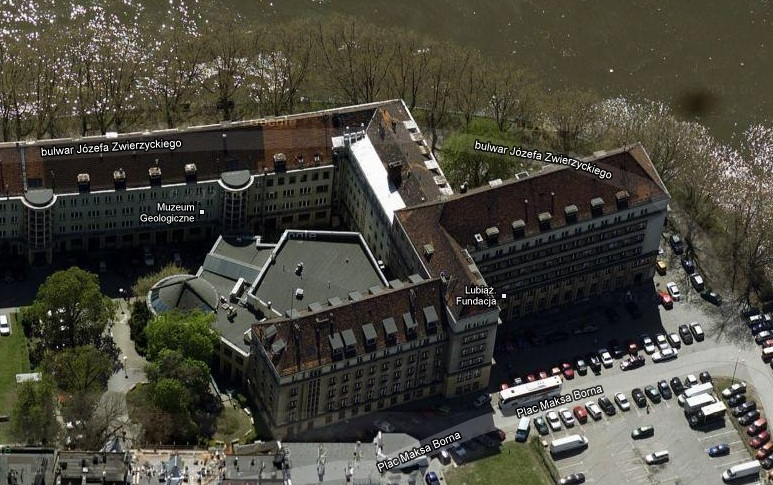 bulwar Józefa Zwierzyckiego
bulwar Józefa Zwierzyckiego
Muzeum
Geologiczne
Lubiąż.
Fundacja
Plac Maksa Borna
Plac Maksa Borna